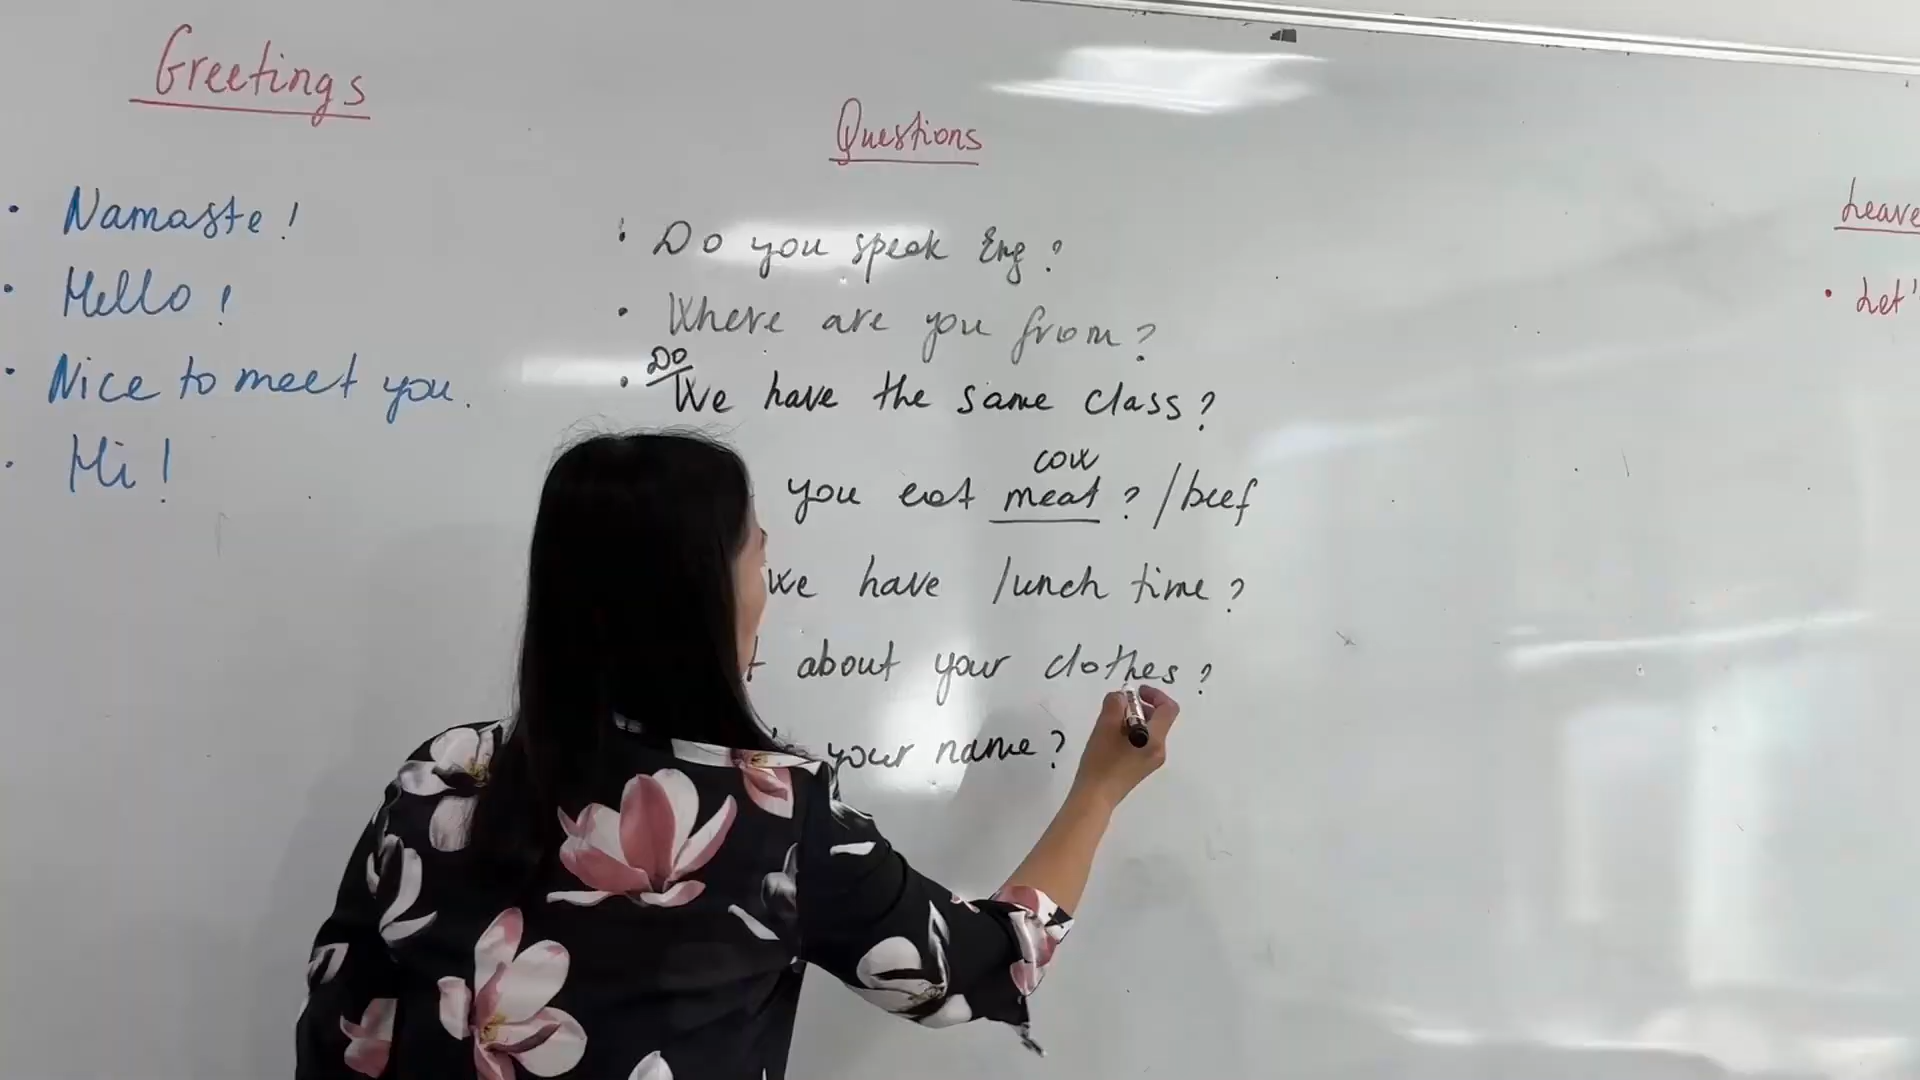 Greetings
• Namaste!
• Hello!
• Nice to meet you.
• Hi!
Questions
• Do you speak Eng?
• Where are you from?
• Do We have the same class?
you eat cow meat? /beef
We have lunch time?
about your clothes?
your name?
Leave
• Let'